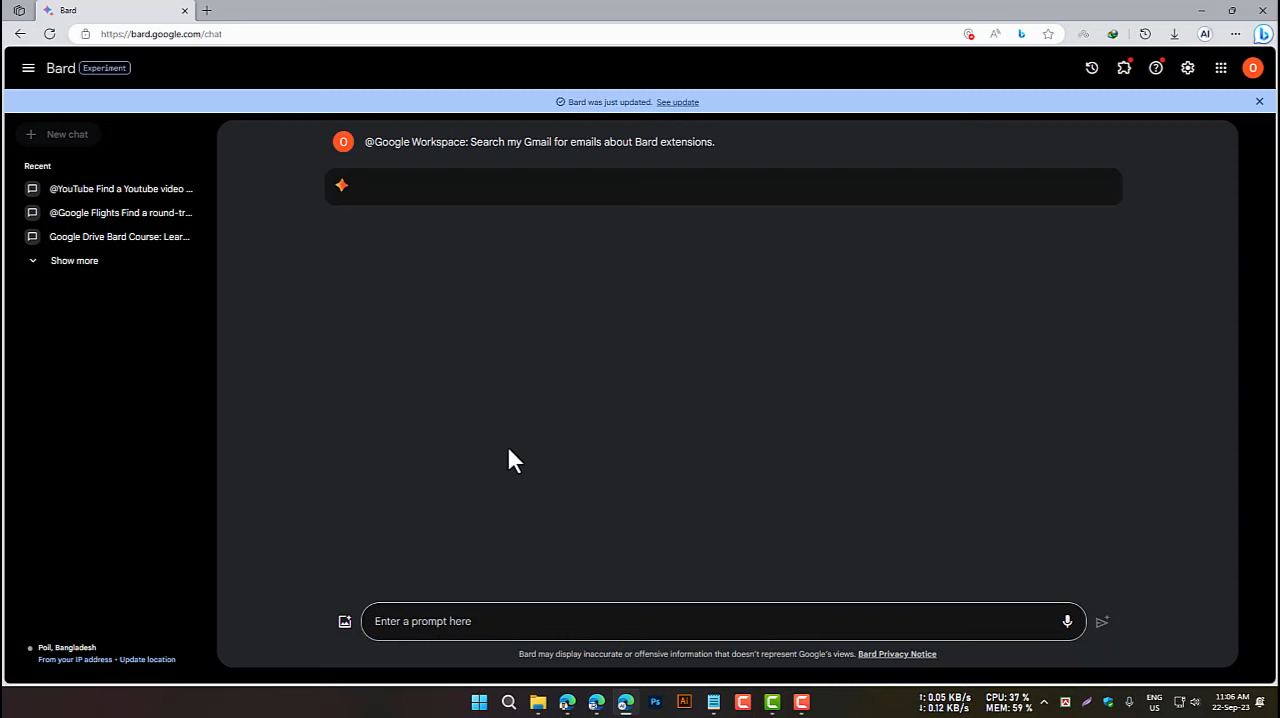 Bard
https://bard.google.com/chat
Bard Experiment
Bard was just updated. See update
New chat
Recent
@YouTube Find a Youtube video ...
@Google Flights Find a round-tr...
Google Drive Bard Course: Lear...
Show more
O @Google Workspace: Search my Gmail for emails about Bard extensions.
Enter a prompt here
Bard may display inaccurate or offensive information that doesn't represent Google's views. Bard Privacy Notice
Poil, Bangladesh
From your IP address • Update location
AI
O
Ps
Ai
: 0.05 KB/s
: 0.12 KB/s
CPU: 37 %
MEM: 59 %
ENG
US
11:06 AM
22-Sep-23